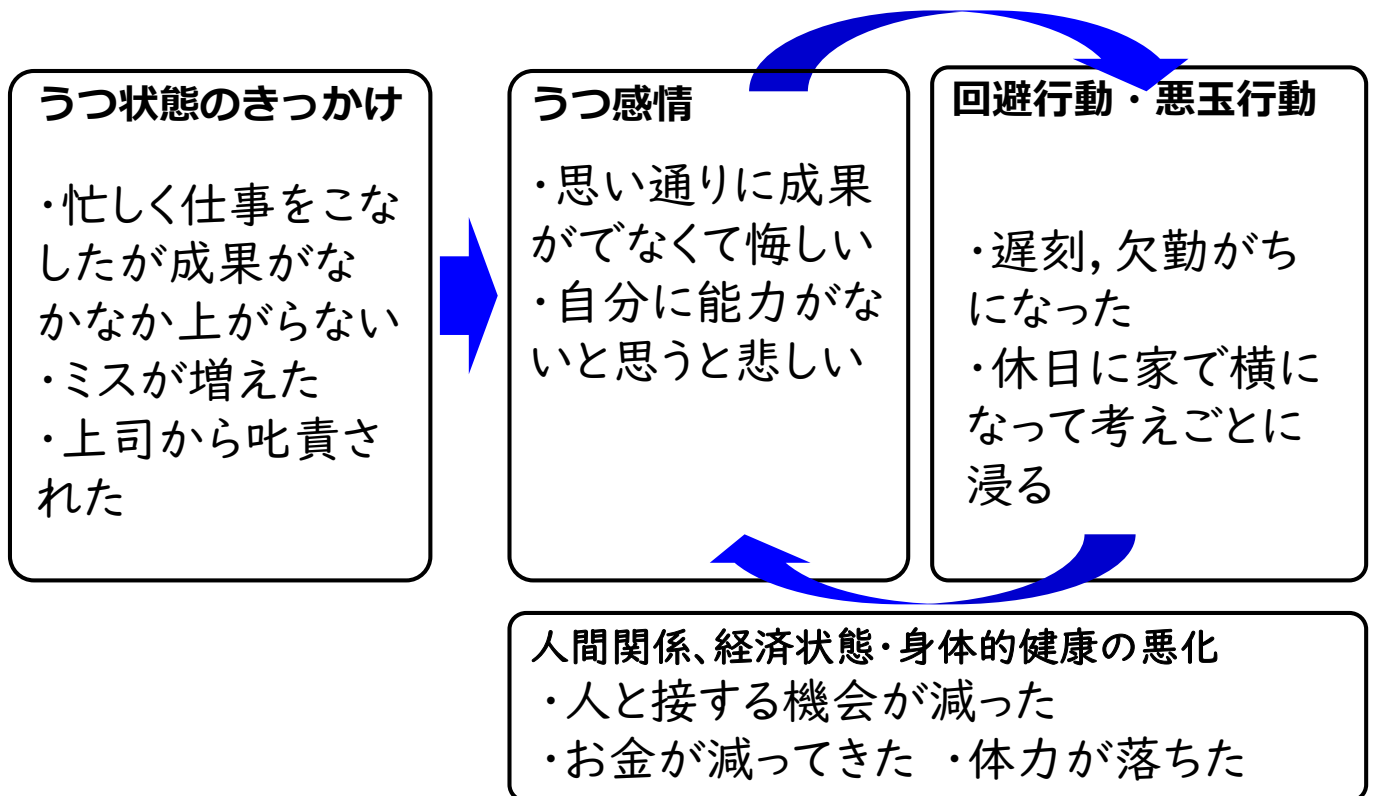 うつ状態のきっかけ
・忙しく仕事をこな
したが成果がな
かなか上がらない
・ミスが増えた
・上司から叱責さ
れた
うつ感情
・思い通りに成果
がでなくて悔しい
・自分に能力がな
いと思うと悲しい
回避行動・悪玉行動
・遅刻,欠勤がち
になった
・休日に家で横に
なって考えごとに
浸る
人間関係、経済状態・身体的健康の悪化
・人と接する機会が減った
・お金が減ってきた ・体力が落ちた